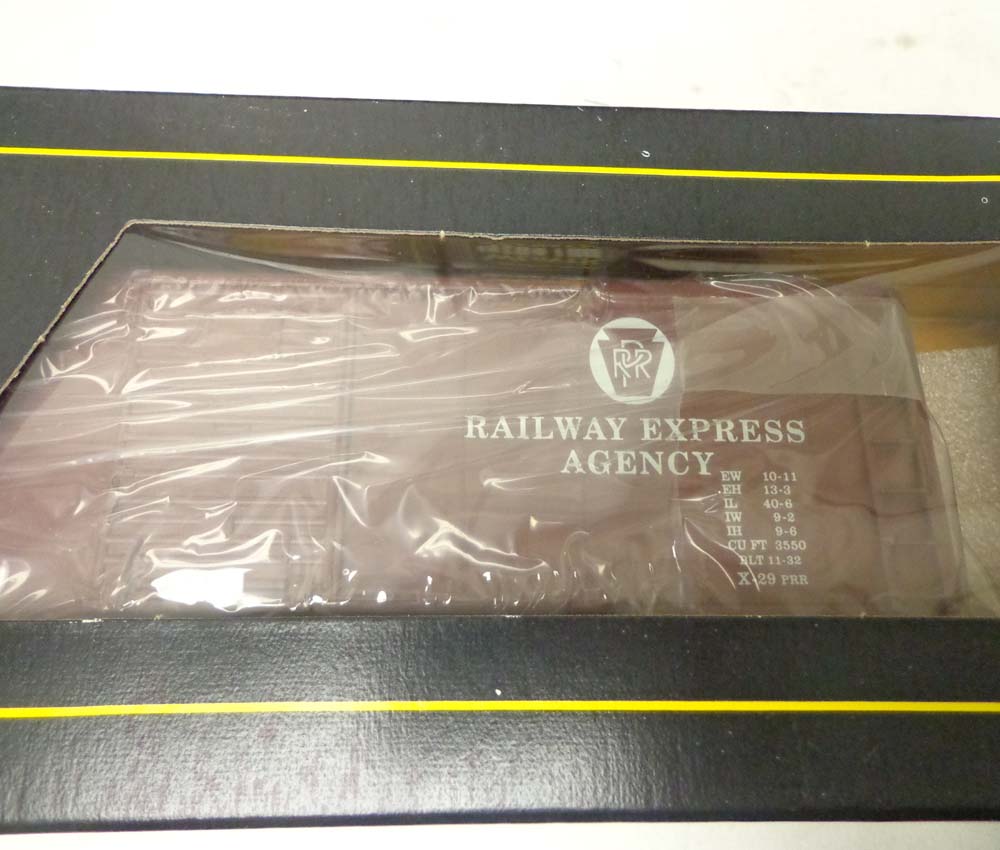 PRR
RAILWAY EXPRESS
AGENCY
EW 10-11
EH 13-3
IL 40-6
IW 9-2
IH 9-6
CU FT 3550
BLT 11-32
X-29 PRR